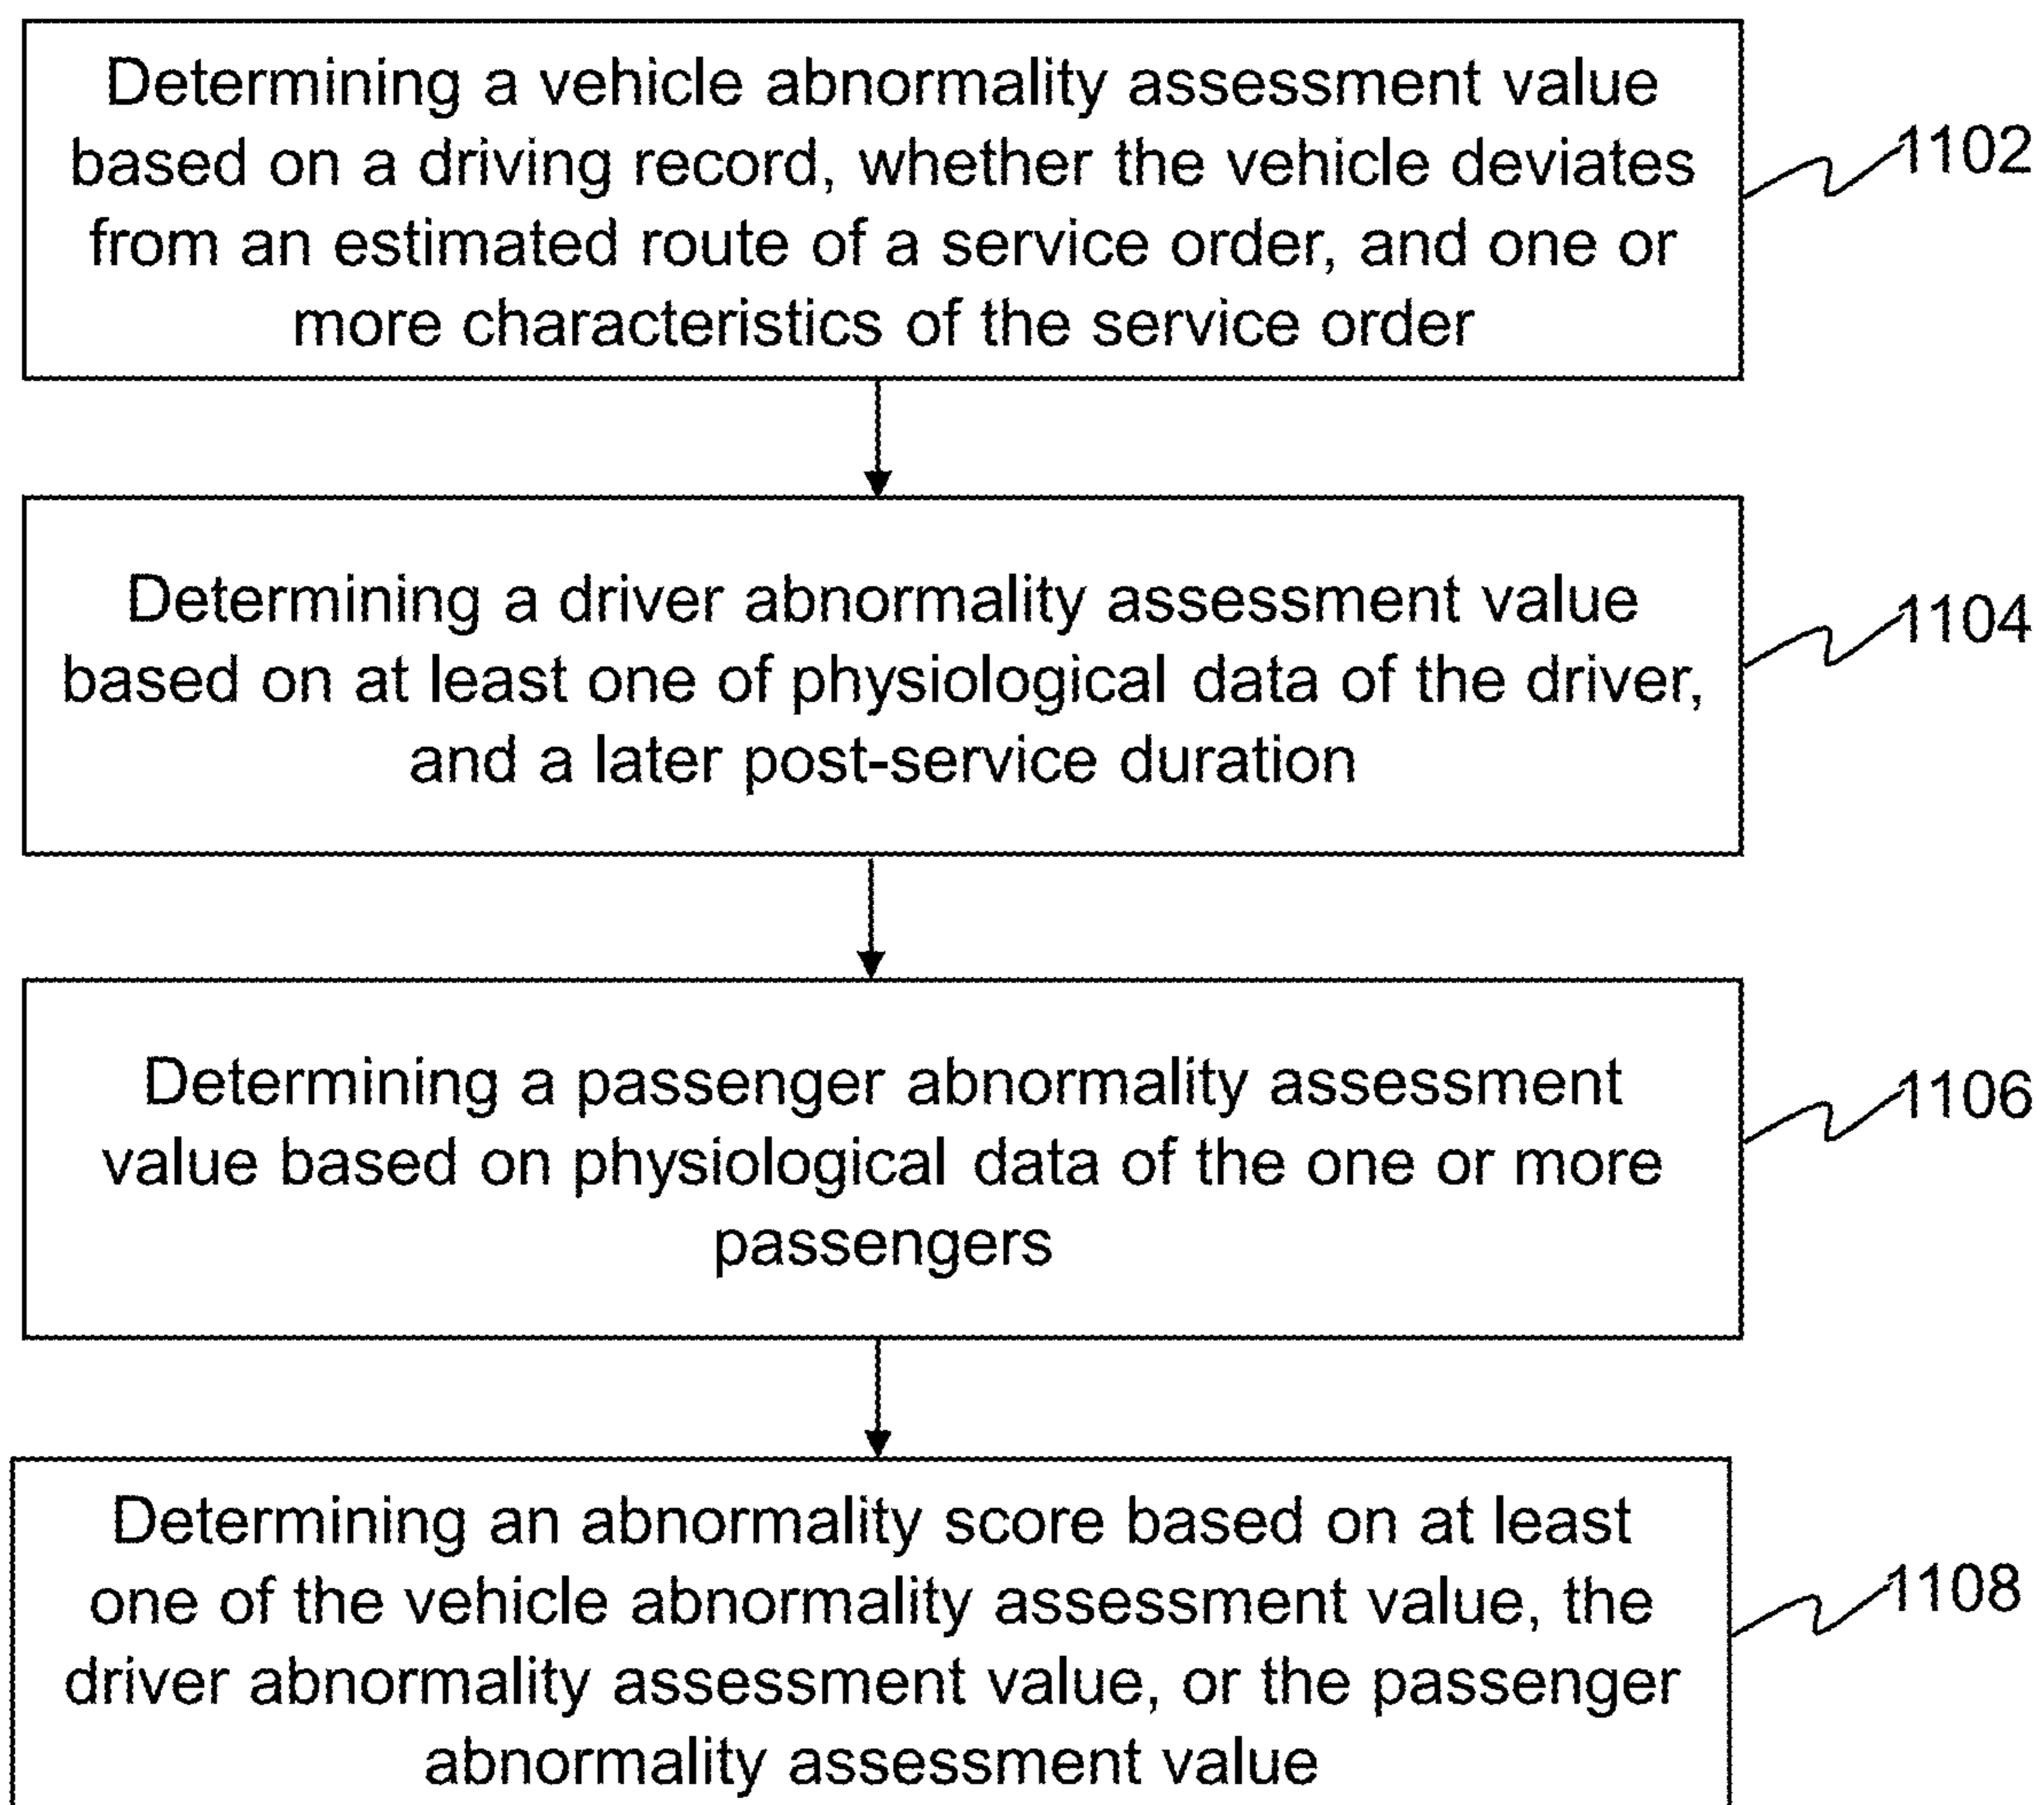 Determining a vehicle abnormality assessment value
based on a driving record, whether the vehicle deviates
from an estimated route of a service order, and one or
more characteristics of the service order
1102
Determining a driver abnormality assessment value
based on at least one of physiological data of the driver,
and a later post-service duration
1104
Determining a passenger abnormality assessment
value based on physiological data of the one or more
passengers
1106
Determining an abnormality score based on at least
one of the vehicle abnormality assessment value, the
driver abnormality assessment value, or the passenger
abnormality assessment value
1108